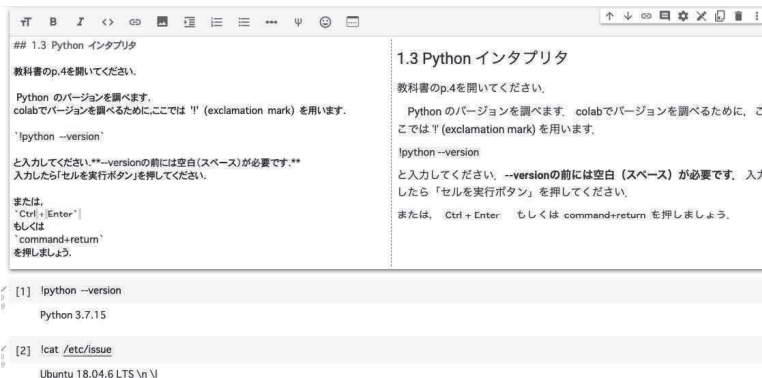 ## 1.3 Python インタプリタ
教科書のp.4を開いてください.
Python のバージョンを調べます.
colabでバージョンを調べるために,ここでは '!' (exclamation mark) を用います.
`!python --version`
と入力してください.**--versionの前には空白(スペース)が必要です.**
入力したら「セルを実行ボタン」を押してください.
または,
`Ctrl + Enter`
もしくは
`command+return`
を押しましょう.
1.3 Python インタプリタ
教科書のp.4を開いてください.
Python のバージョンを調べます. colabでバージョンを調べるために, こ
こでは '!' (exclamation mark) を用います.
!python --version
と入力してください. --versionの前には空白（スペース）が必要です. 入力
したら「セルを実行ボタン」を押してください.
または, Ctrl + Enter もしくは command+return を押しましょう.
[1] !python --version
Python 3.7.15
[2] !cat /etc/issue
Ubuntu 18.04.6 LTS \n \l